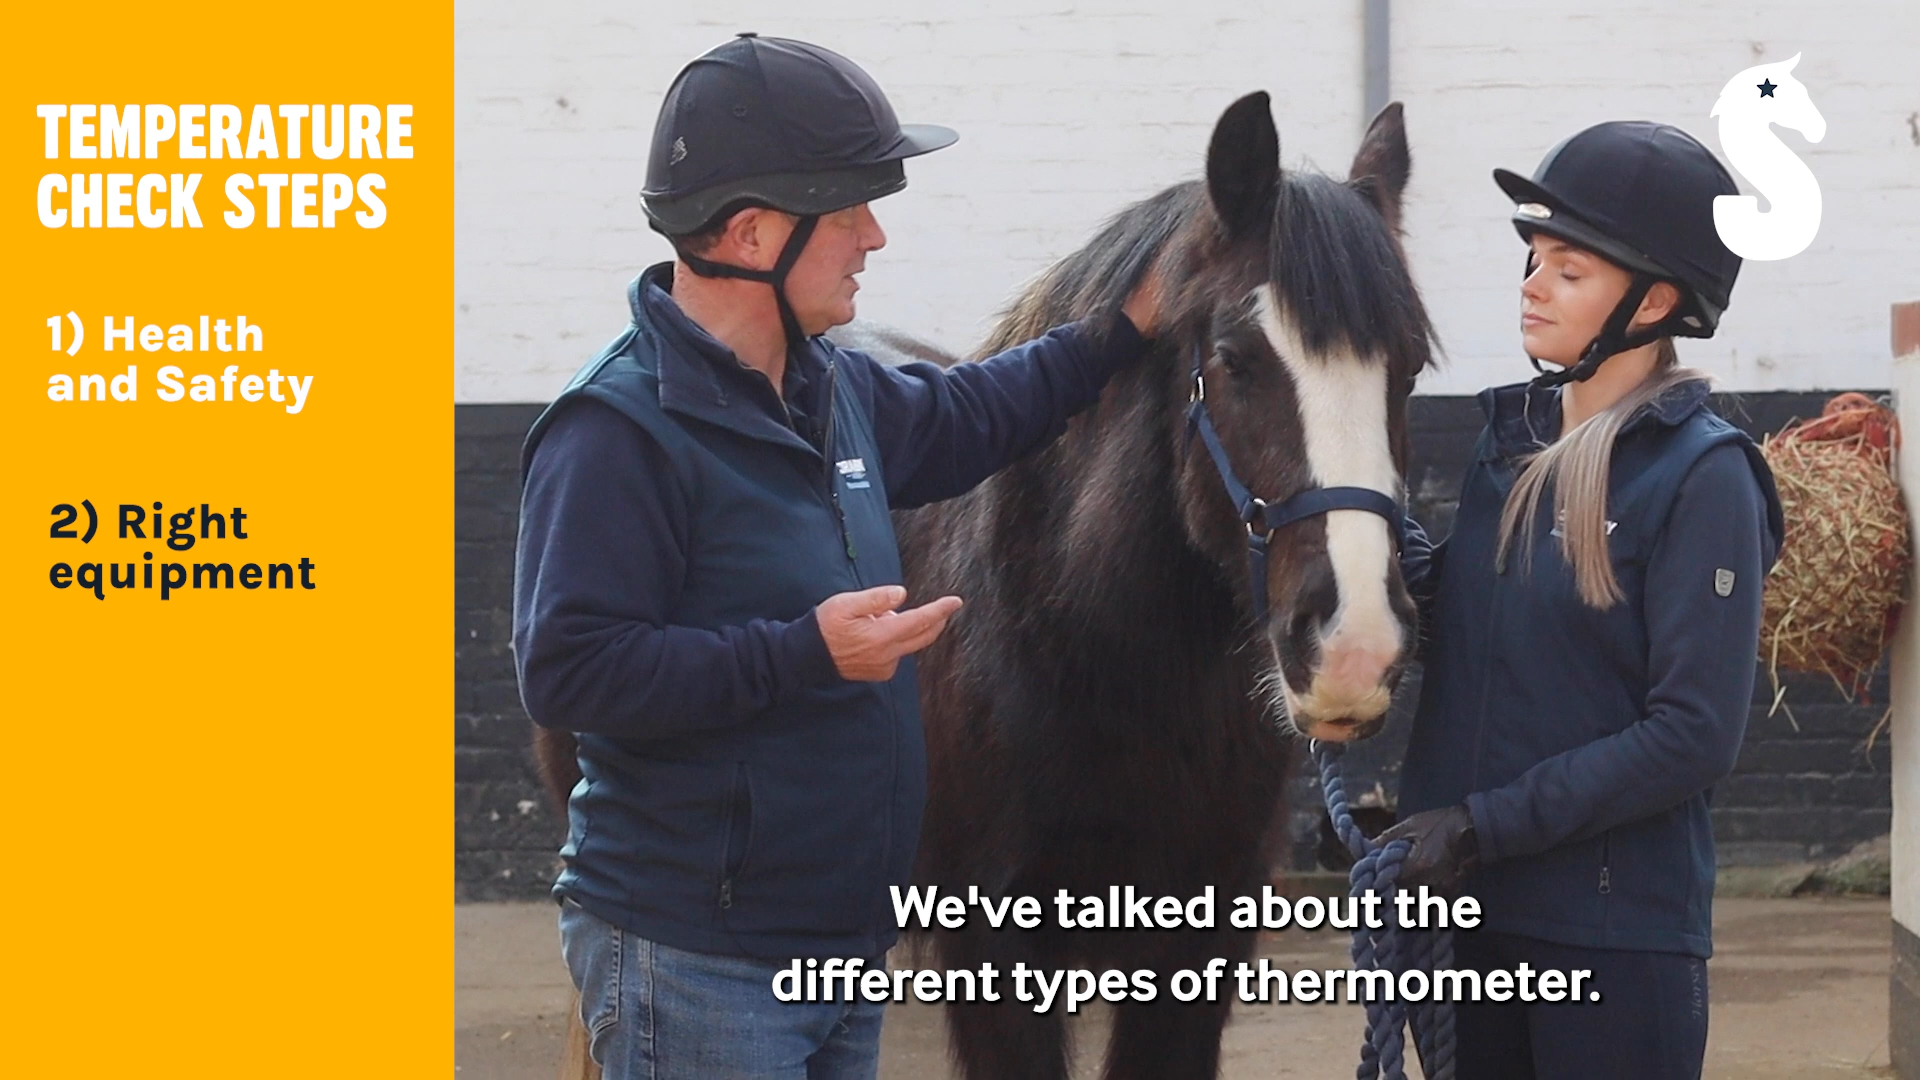 TEMPERATURE
CHECK STEPS
1) Health
and Safety
2) Right
equipment
We've talked about the
different types of thermometer.